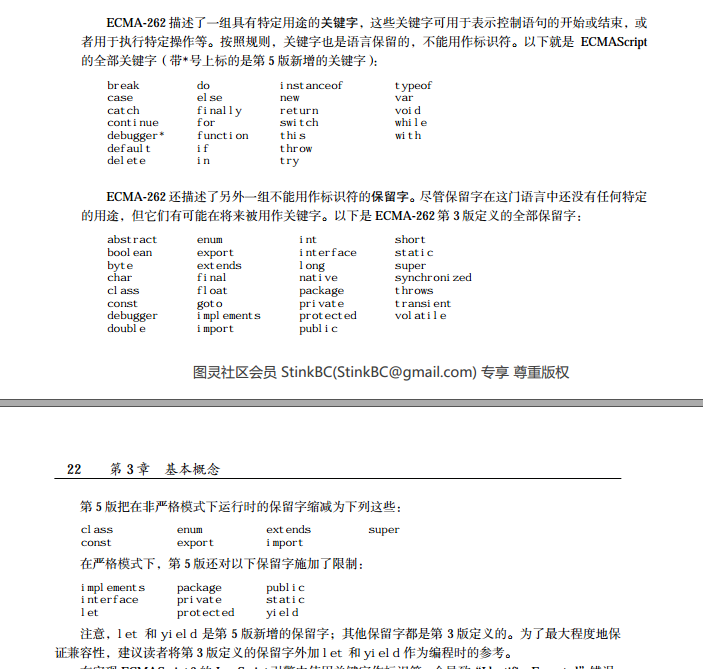 ECMA-262 描述了一组具有特定用途的关键字，这些关键字可用于表示控制语句的开始或结束，或
者用于执行特定操作等。按照规则，关键字也是语言保留的，不能用作标识符。以下就是 ECMAScript
的全部关键字（带*号上标的是第 5 版新增的关键字）：
break do instanceof typeof
case else new var
catch finally return void
continue for switch while
debugger* function this with
default if throw
delete in try
ECMA-262 还描述了另外一组不能用作标识符的保留字。尽管保留字在这门语言中还没有任何特定
的用途，但它们有可能在将来被用作关键字。以下是 ECMA-262 第 3 版定义的全部保留字：
abstract enum int short
boolean export interface static
byte extends long super
char final native synchronized
class float package throws
const goto private transient
debugger implements protected volatile
double import public
图灵社区会员 StinkBC(StinkBC@gmail.com) 专享 尊重版权
22 第 3 章 基本概念
第 5 版把在非严格模式下运行时的保留字缩减为下列这些：
class enum extends super
const export import
在严格模式下，第 5 版还对以下保留字施加了限制：
implements package public
interface private static
let protected yield
注意，let 和 yield 是第 5 版新增的保留字；其他保留字都是第 3 版定义的。为了最大程度地保
证兼容性，建议读者将第 3 版定义的保留字外加 let 和 yield 作为编程时的参考。